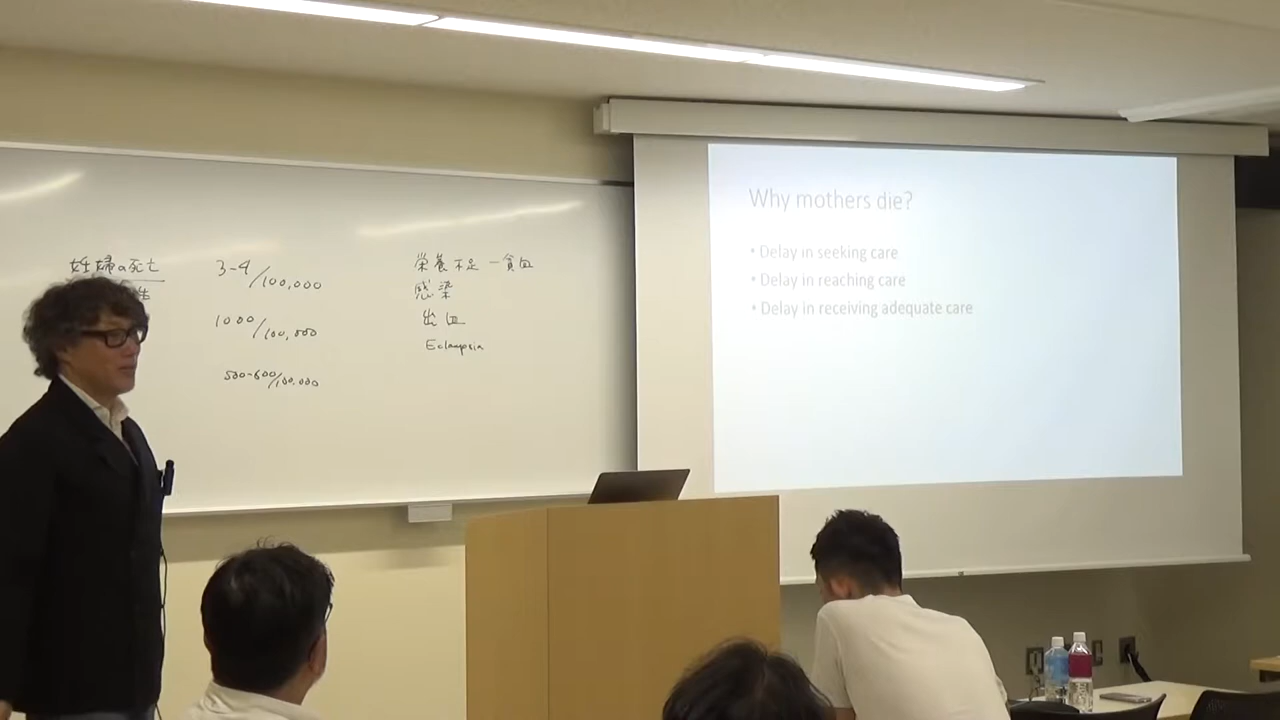 妊婦の死亡
生
3-4/100,000
1000/100,000
500-600/100,000
栄養不足 ー貧血
感染
出血
Eclampsia
Why mothers die?
• Delay in seeking care
• Delay in reaching care
• Delay in receiving adequate care